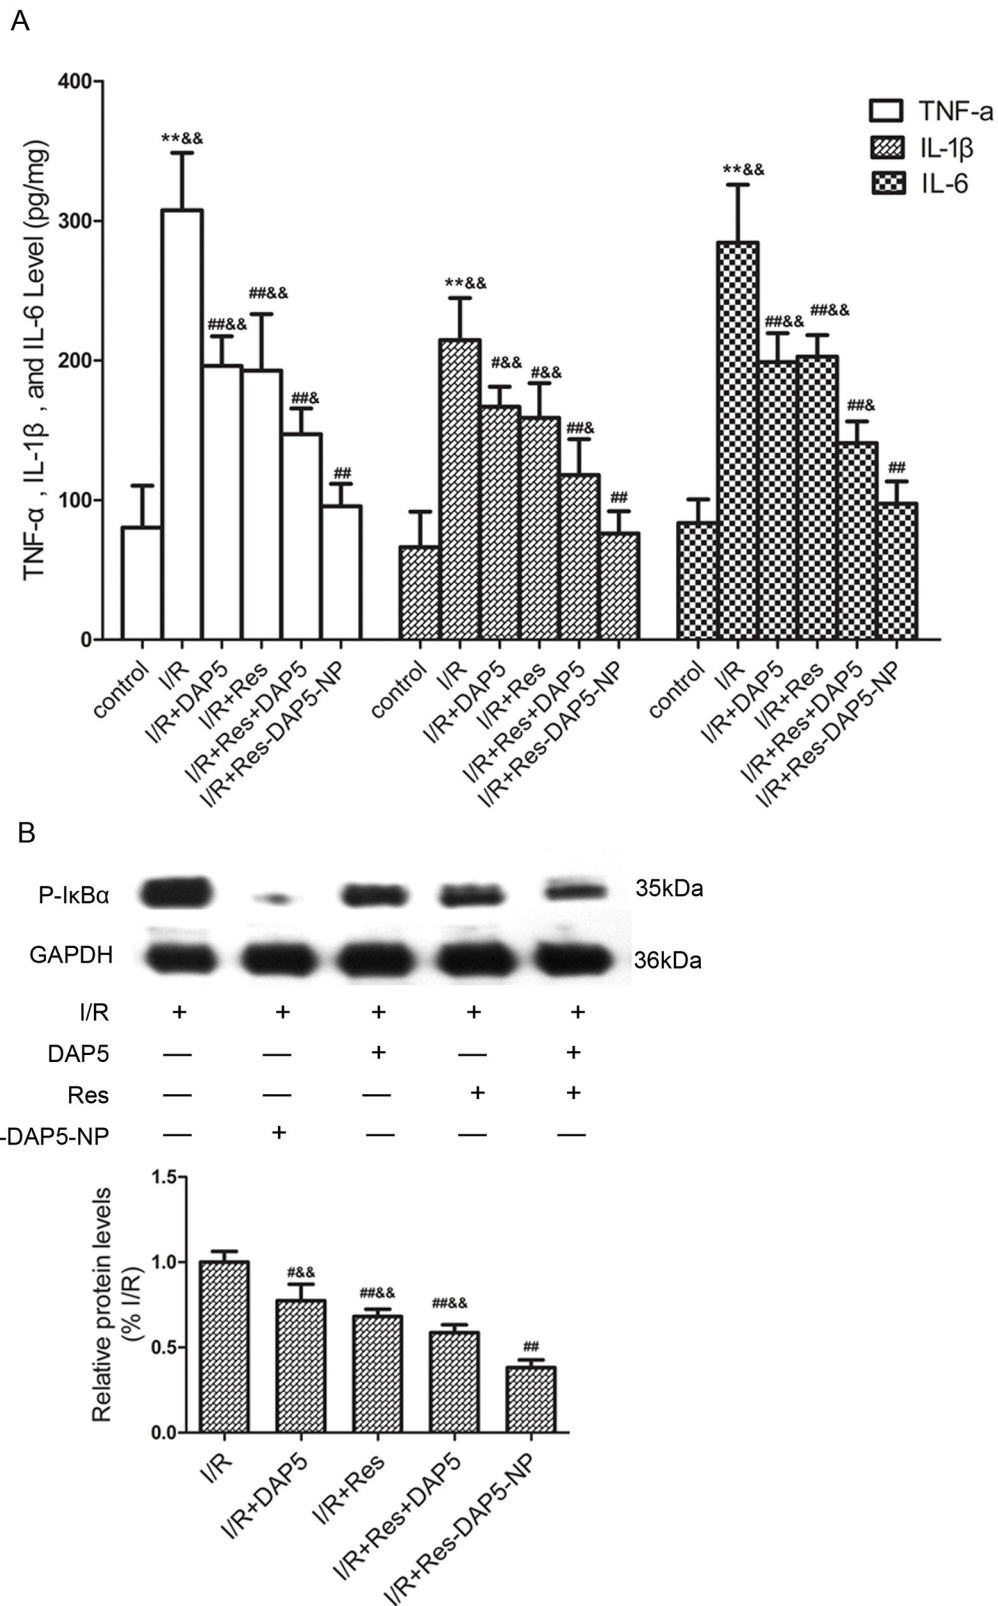 A
400
300
200
100
0
TNF-α , IL-1β , and IL-6 Level (pg/mg)
TNF-a
IL-1β
IL-6
**&&
##&&
##&&
##&
##
**&&
#&&
#&&
##&
##
**&&
##&&
##&&
##&
##
control
I/R
I/R+DAP5
I/R+Res
I/R+Res+DAP5
I/R+Res-DAP5-NP
control
I/R
I/R+DAP5
I/R+Res
I/R+Res+DAP5
I/R+Res-DAP5-NP
control
I/R
I/R+DAP5
I/R+Res
I/R+Res+DAP5
I/R+Res-DAP5-NP
B
P-IκBα 35kDa
GAPDH 36kDa
I/R + + + + +
DAP5 — — + — +
Res — — — + +
-DAP5-NP — + — — —
1.5
1.0
0.5
0.0
Relative protein levels
(% I/R)
#&&
##&&
##&&
##
I/R
I/R+DAP5
I/R+Res
I/R+Res+DAP5
I/R+Res-DAP5-NP